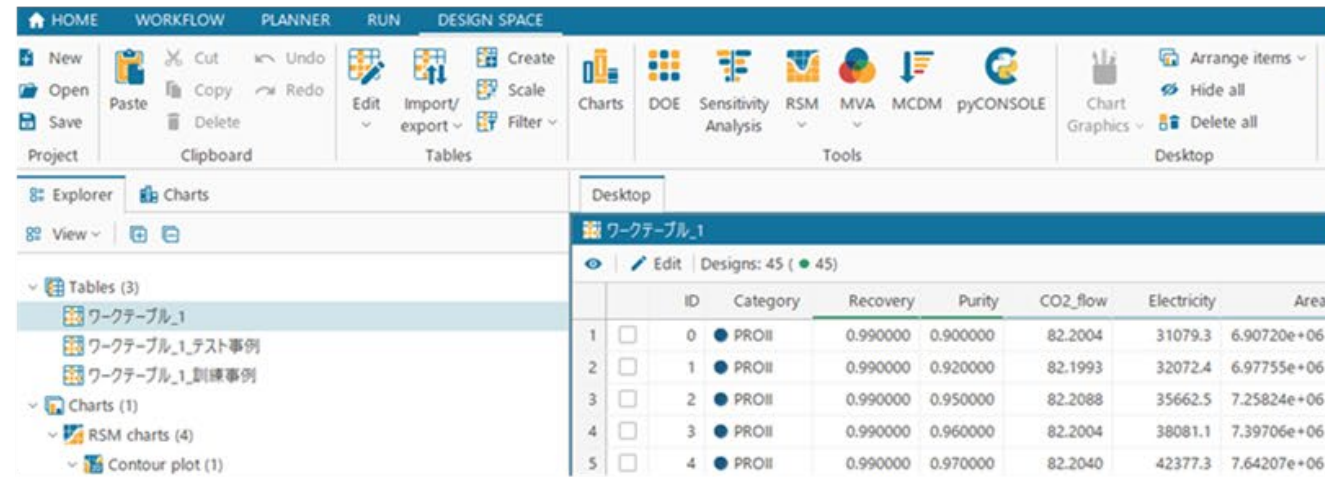 HOME WORKFLOW PLANNER RUN DESIGN SPACE
New Cut Undo Create Arrange items
Open Copy Redo Scale Hide all
Save Paste Delete Edit Import/ export Filter Charts DOE Sensitivity Analysis RSM MVA MCDM pyCONSOLE Chart Graphics Delete all
Project Clipboard Tables Tools Desktop
Explorer Charts Desktop
View
ワークテーブル_1
Edit Designs: 45 ( 45)
Tables (3)
ワークテーブル_1
ワークテーブル_1_テスト事例
ワークテーブル_1_訓練事例
Charts (1)
RSM charts (4)
Contour plot (1)
ID Category Recovery Purity CO2_flow Electricity Area
1 0 PROII 0.990000 0.900000 82.2004 31079.3 6.90720e+06
2 1 PROII 0.990000 0.920000 82.1993 32072.4 6.97755e+06
3 2 PROII 0.990000 0.950000 82.2088 35662.5 7.25824e+06
4 3 PROII 0.990000 0.960000 82.2004 38081.1 7.39706e+06
5 4 PROII 0.990000 0.970000 82.2040 42377.3 7.64207e+06